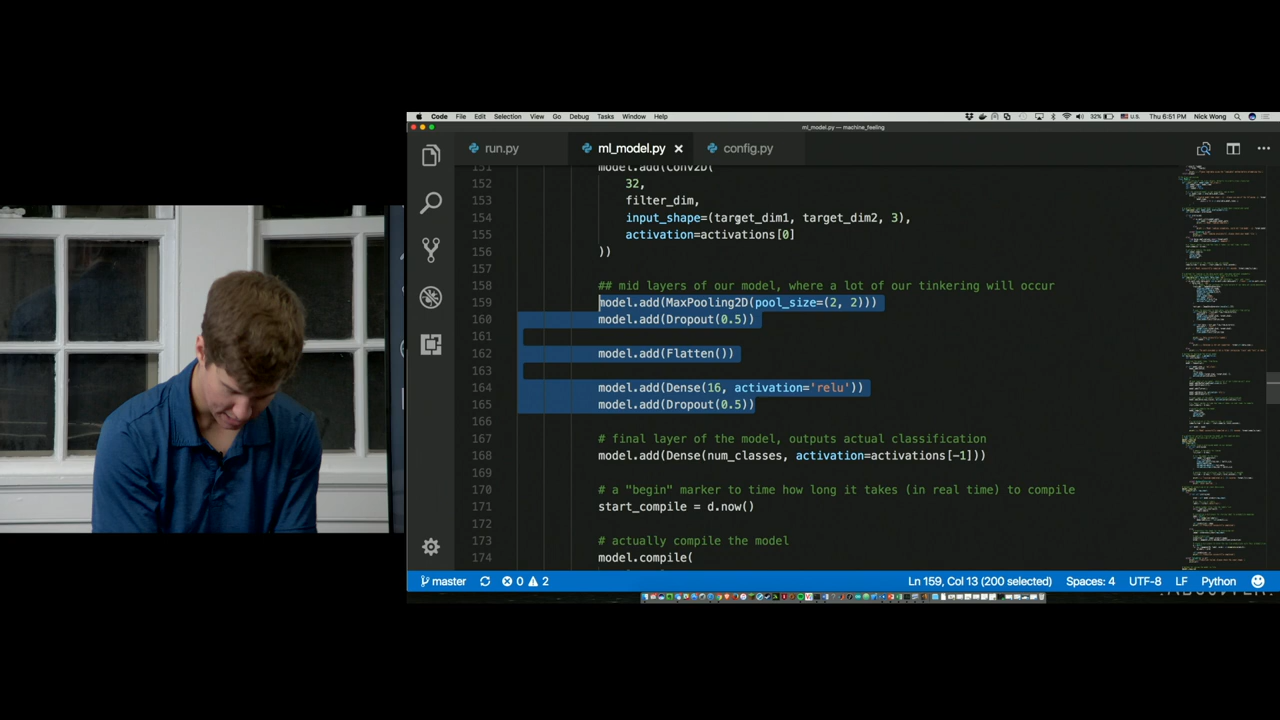 Code File Edit Selection View Go Debug Tasks Window Help 32% U.S. Thu 6:51 PM Nick Wong
ml_model.py — machine_feeling
run.py ml_model.py config.py
151 model.add(Conv2D(
152 32,
153 filter_dim,
154 input_shape=(target_dim1, target_dim2, 3),
155 activation=activations[0]
156 ))
157
158 ## mid layers of our model, where a lot of our tinkering will occur
159 model.add(MaxPooling2D(pool_size=(2, 2)))
160 model.add(Dropout(0.5))
161
162 model.add(Flatten())
163
164 model.add(Dense(16, activation='relu'))
165 model.add(Dropout(0.5))
166
167 # final layer of the model, outputs actual classification
168 model.add(Dense(num_classes, activation=activations[-1]))
169
170 # a "begin" marker to time how long it takes (in real time) to compile
171 start_compile = d.now()
172
173 # actually compile the model
174 model.compile(
master 0 2 Ln 159, Col 13 (200 selected) Spaces: 4 UTF-8 LF Python